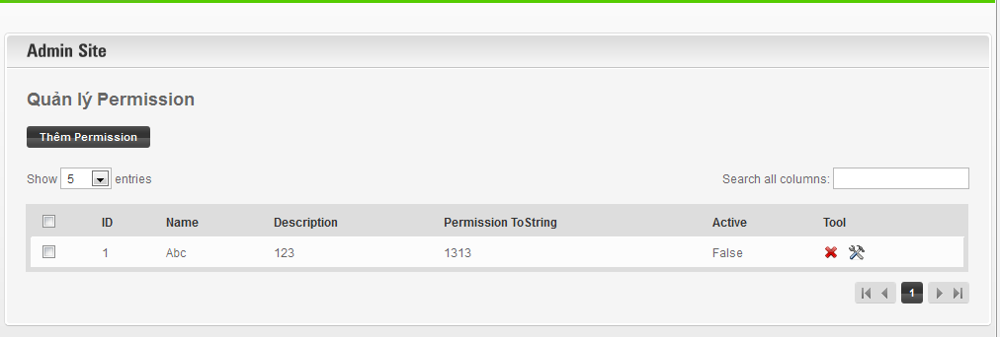 Admin Site
Quản lý Permission
Thêm Permission
Show 5 entries Search all columns:
ID Name Description Permission ToString Active Tool
1 Abc 123 1313 False
1